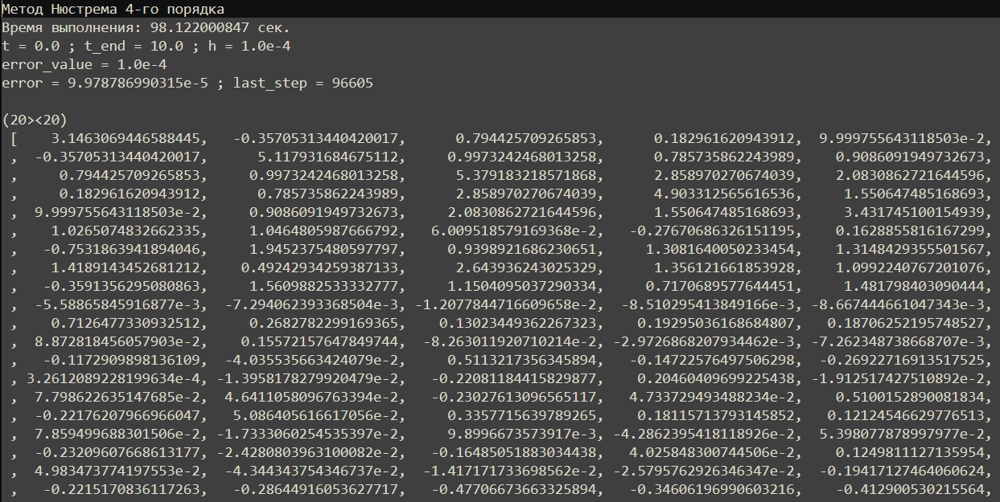 Метод Нюстрема 4-го порядка
Время выполнения: 98.122000847 сек.
t = 0.0 ; t_end = 10.0 ; h = 1.0e-4
error_value = 1.0e-4
error = 9.978786990315e-5 ; last_step = 96605
(20><20)
[ 3.1463069446588445, -0.35705313440420017, 0.794425709265853, 0.182961620943912, 9.999755643118503e-2,
, -0.35705313440420017, 5.117931684675112, 0.9973242468013258, 0.785735862243989, 0.9086091949732673,
, 0.794425709265853, 0.9973242468013258, 5.379183218571868, 2.858970270674039, 2.0830862721644596,
, 0.182961620943912, 0.785735862243989, 2.858970270674039, 4.903312565616536, 1.550647485168693,
, 9.999755643118503e-2, 0.9086091949732673, 2.0830862721644596, 1.550647485168693, 3.431745100154939,
, 1.0265074832662335, 1.0464805987666792, 6.009518579169368e-2, -0.27670686326151195, 0.1628855816167299,
, -0.7531863941894046, 1.9452375480597797, 0.9398921686230651, 1.3081640050233454, 1.3148429355501567,
, 1.4189143452681212, 0.49242934259387133, 2.643936243025329, 1.356121661853928, 1.0992240767201076,
, -0.3591356295080863, 1.5609882533332777, 1.1504095037290334, 0.7170689577644451, 1.481798403090444,
, -5.58865845916877e-3, -7.294062393368504e-3, -1.2077844716609658e-2, -8.510295413849166e-3, -8.667444661047343e-3,
, 0.7126477330932512, 0.2682782299169365, 0.13023449362267323, 0.19295036168684807, 0.18706252195748527,
, 8.872818456057903e-2, 0.15572157647849744, -8.263011920710214e-2, -2.9726868207934462e-3, -7.262348738668707e-3,
, -0.1172909898136109, -4.035535663424079e-2, 0.5113217356345894, -0.14722576497506298, -0.26922716913517525,
, 3.2612089228199634e-4, -1.3958178279920479e-2, -0.22081184415829877, 0.20460409699225438, -1.912517427510892e-2,
, 7.798622635147685e-2, 4.6411058096763394e-2, -0.23027613096565117, 4.733729493488234e-2, 0.5100152890081834,
, -0.22176207966966047, 5.086405616617056e-2, 0.3357715639789265, 0.18115713793145852, 0.12124546629776513,
, 7.859499688301506e-2, -1.7333060254535397e-2, 9.8996673573917e-3, -4.2862395418118926e-2, 5.398077878997977e-2,
, -0.23209607668613177, -2.4280803963100082e-2, -0.16485051883034438, 4.025848300744506e-2, 0.1249811127135954,
, 4.983473774197553e-2, -4.344343754346737e-2, -1.4171717336985­62e-2, -2.5795762926346347e-2, -0.19417127464060624,
, -0.2215170836117263, -0.28644916053627717, -0.47706673663325894, -0.34606196990603216, -0.412900530215564,